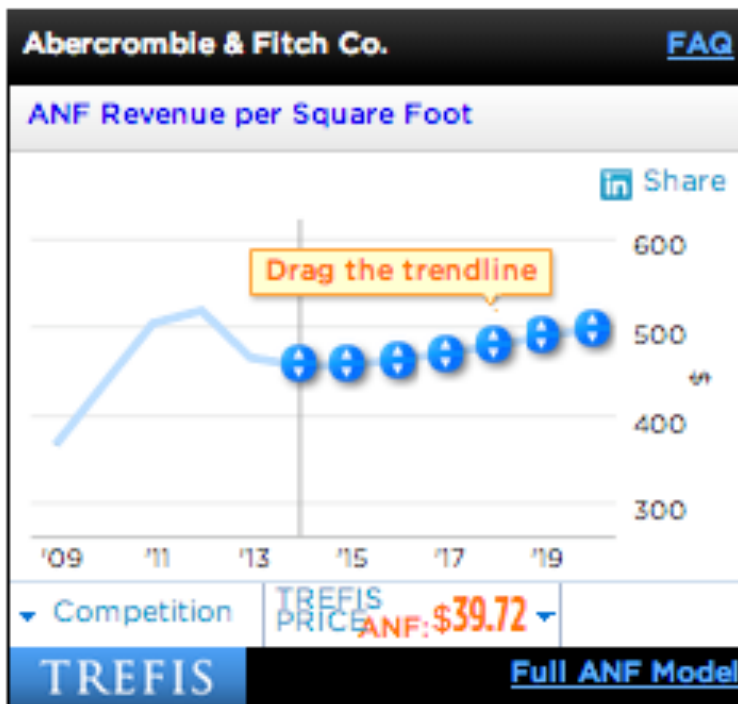 Abercrombie & Fitch Co. FAQ
ANF Revenue per Square Foot
in Share
600
Drag the trendline
500
$
400
300
'09 '11 '13 '15 '17 '19
Competition
TREFIS
PRICE ANF: $39.72
TREFIS Full ANF Model